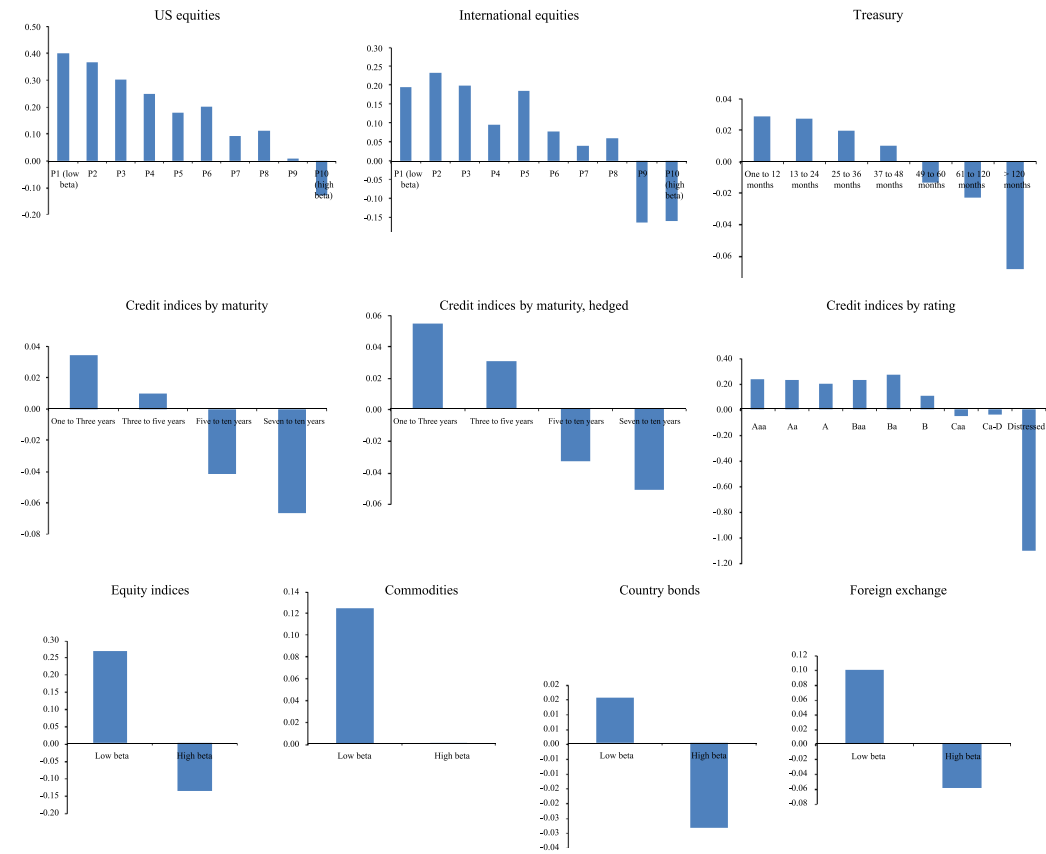 US equities
0.50
0.40
0.30
0.20
0.10
0.00
−0.10
−0.20
P1 (low beta)
P2
P3
P4
P5
P6
P7
P8
P9
P10 (high beta)
International equities
0.30
0.25
0.20
0.15
0.10
0.05
0.00
−0.05
−0.10
−0.15
P1 (low beta)
P2
P3
P4
P5
P6
P7
P8
P9
P10 (high beta)
Treasury
0.04
0.02
0.00
−0.02
−0.04
−0.06
One to 12 months
13 to 24 months
25 to 36 months
37 to 48 months
49 to 60 months
61 to 120 months
> 120 months
Credit indices by maturity
0.04
0.02
0.00
−0.02
−0.04
−0.06
−0.08
One to Three years
Three to five years
Five to ten years
Seven to ten years
Credit indices by maturity, hedged
0.06
0.04
0.02
0.00
−0.02
−0.04
−0.06
One to Three years
Three to five years
Five to ten years
Seven to ten years
Credit indices by rating
0.40
0.20
0.00
−0.20
−0.40
−0.60
−0.80
−1.00
−1.20
Aaa
Aa
A
Baa
Ba
B
Caa
Ca-D
Distressed
Equity indices
0.30
0.25
0.20
0.15
0.10
0.05
0.00
−0.05
−0.10
−0.15
−0.20
Low beta
High beta
Commodities
0.14
0.12
0.10
0.08
0.06
0.04
0.02
0.00
Low beta
High beta
Country bonds
0.02
0.02
0.01
0.01
0.00
−0.01
−0.01
−0.02
−0.02
−0.03
−0.03
−0.04
Low beta
High beta
Foreign exchange
0.12
0.10
0.08
0.06
0.04
0.02
0.00
−0.02
−0.04
−0.06
−0.08
Low beta
High beta